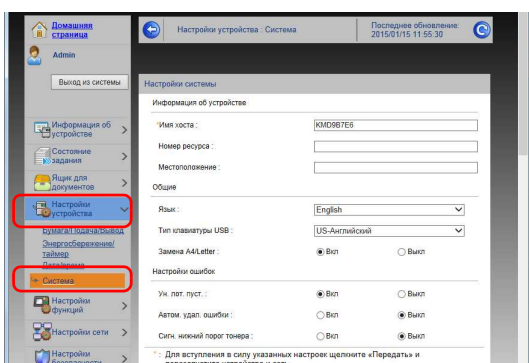 Домашняя
страница
Admin
Выход из системы
Информация об
устройстве
Состояние
задания
Ящик для
документов
Настройки
устройства
Бумага/Подача/Вывод
Энергосбережение/
таймер
Дата/время
Система
Настройки
функций
Настройки сети
Настройки
безопасности
Настройки устройства : Система
Последнее обновление:
2015/01/15 11:55:30
Настройки системы
Информация об устройстве
*Имя хоста : KMD9B7E6
Номер ресурса :
Местоположение :
Общие
Язык : English
Тип клавиатуры USB : US-Английский
Замена A4/Letter : Вкл Выкл
Настройки ошибок
Ун. лот. пуст. : Вкл Выкл
Автом. удал. ошибки : Вкл Выкл
Сигн. нижний порог тонера : Вкл Выкл
* : Для вступления в силу указанных настроек щелкните «Передать» и